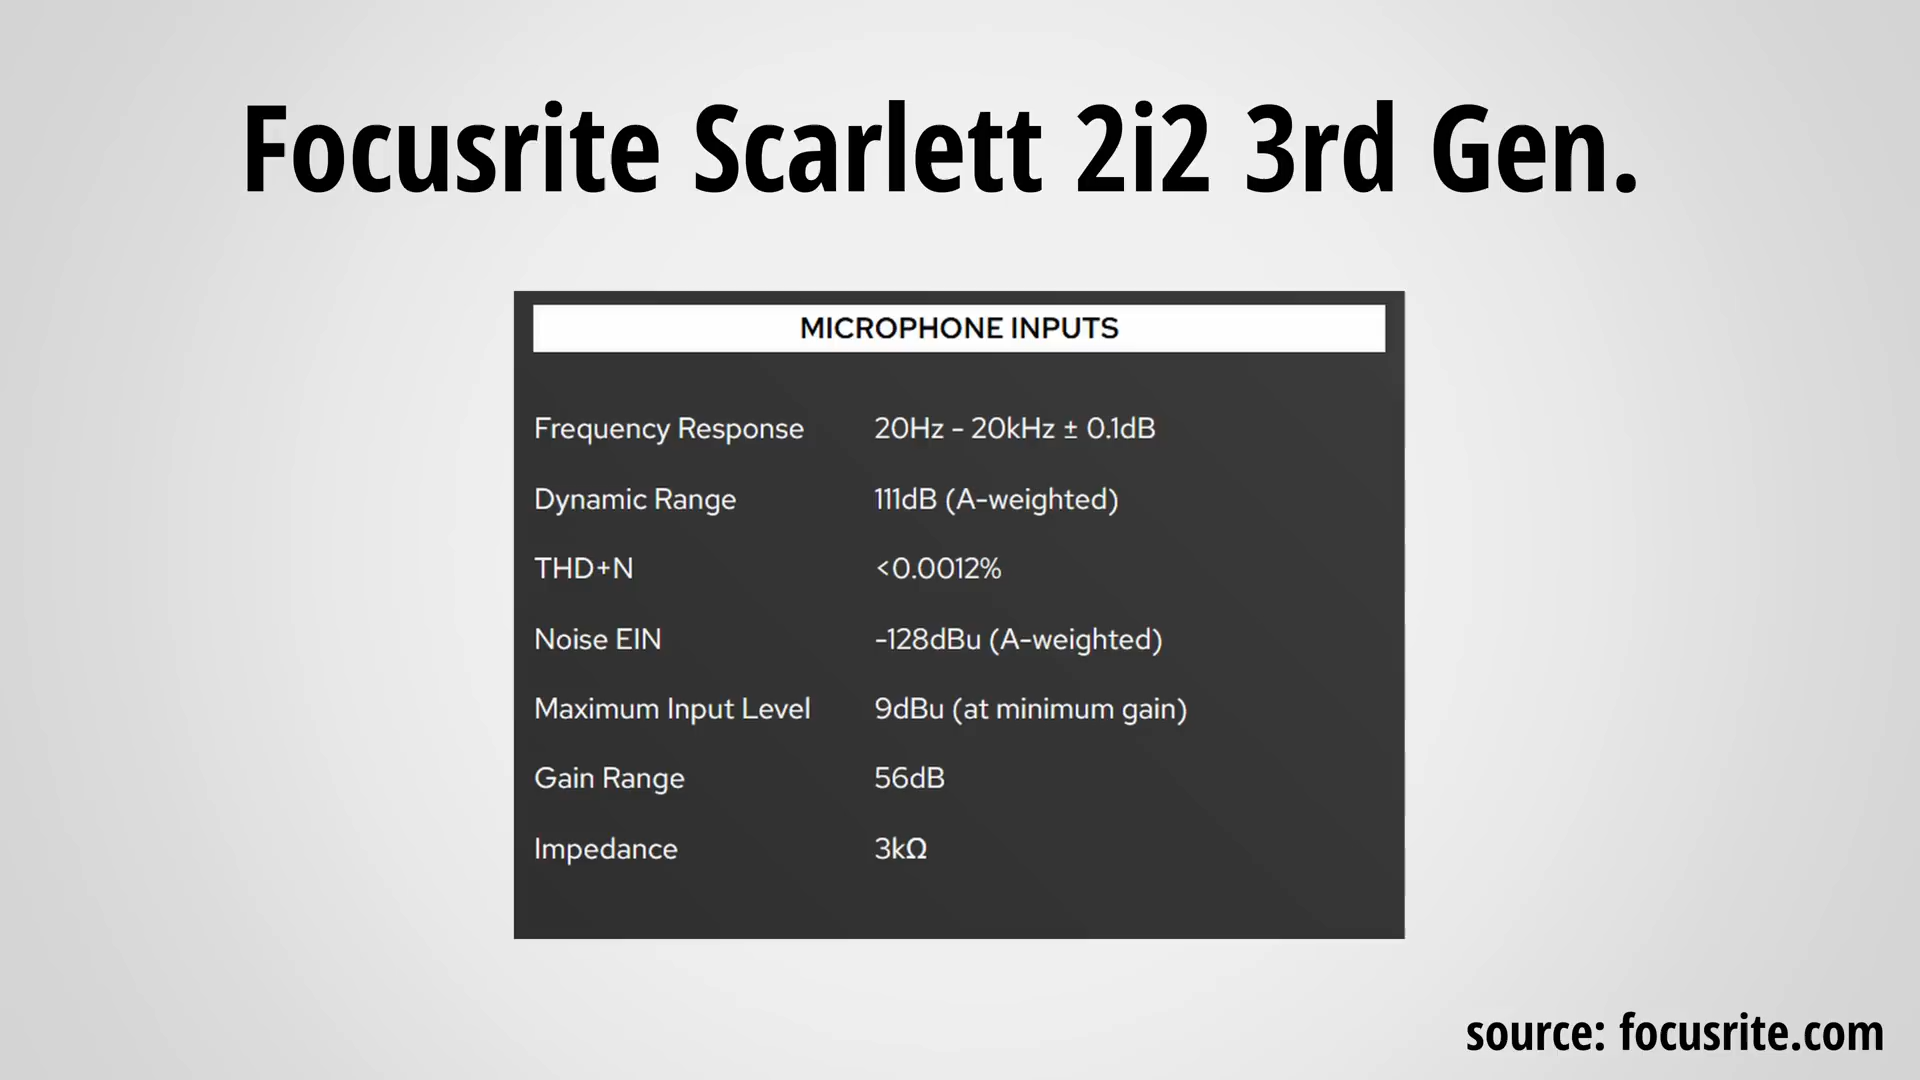 Focusrite Scarlett 2i2 3rd Gen.
MICROPHONE INPUTS
Frequency Response 20Hz - 20kHz ± 0.1dB
Dynamic Range 111dB (A-weighted)
THD+N <0.0012%
Noise EIN -128dBu (A-weighted)
Maximum Input Level 9dBu (at minimum gain)
Gain Range 56dB
Impedance 3kΩ
source: focusrite.com